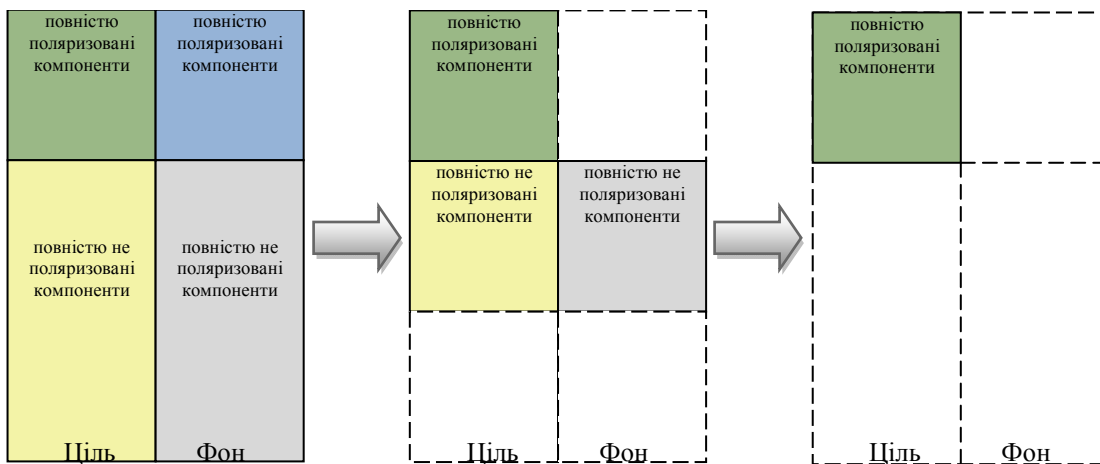 повністю
поляризовані
компоненти
повністю
поляризовані
компоненти
повністю не
поляризовані
компоненти
повністю не
поляризовані
компоненти
Ціль
Фон
повністю
поляризовані
компоненти
повністю не
поляризовані
компоненти
повністю не
поляризовані
компоненти
Ціль
Фон
повністю
поляризовані
компоненти
Ціль
Фон